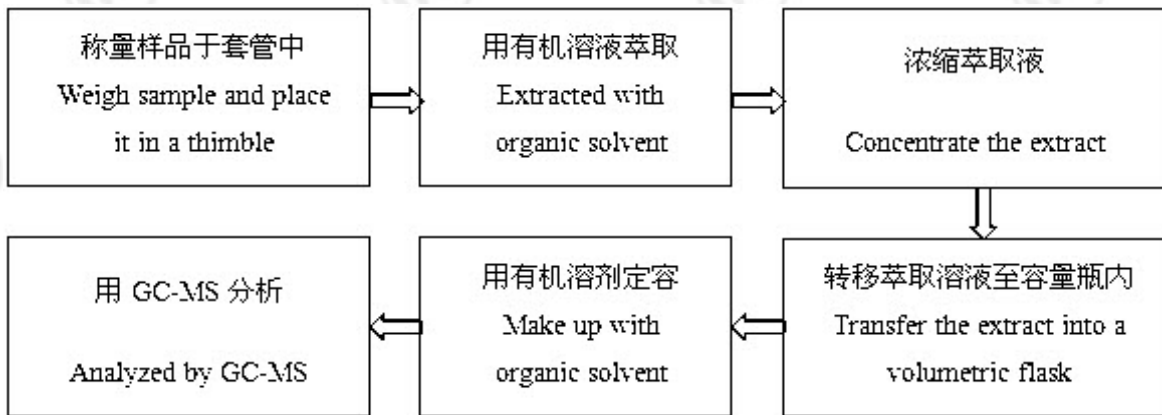 称量样品于套管中
Weigh sample and place
it in a thimble
用有机溶液萃取
Extracted with
organic solvent
浓缩萃取液
Concentrate the extract
转移萃取溶液至容量瓶内
Transfer the extract into a
volumetric flask
用有机溶剂定容
Make up with
organic solvent
用 GC-MS 分析
Analyzed by GC-MS